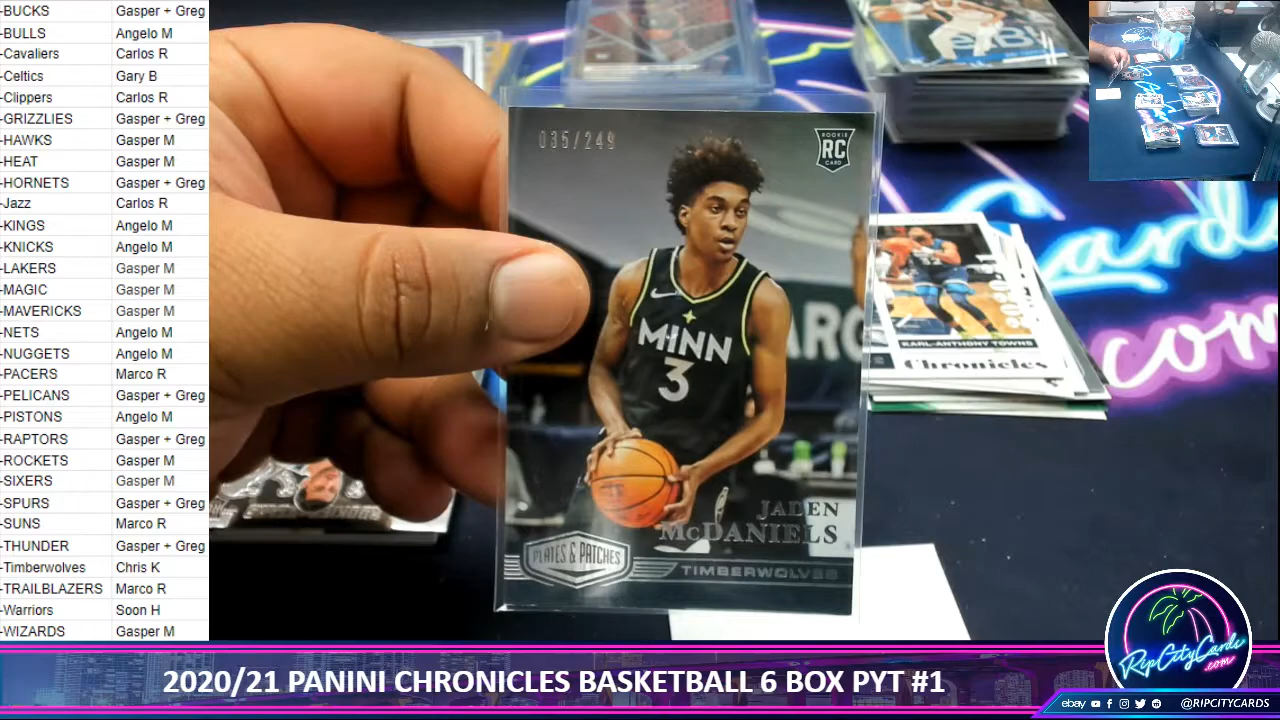 -BUCKS Gasper + Greg
-BULLS Angelo M
-Cavaliers Carlos R
-Celtics Gary B
-Clippers Carlos R
-GRIZZLIES Gasper + Greg
-HAWKS Gasper M
-HEAT Gasper M
-HORNETS Gasper + Greg
-Jazz Carlos R
-KINGS Angelo M
-KNICKS Angelo M
-LAKERS Gasper M
-MAGIC Gasper M
-MAVERICKS Gasper M
-NETS Angelo M
-NUGGETS Angelo M
-PACERS Marco R
-PELICANS Gasper + Greg
-PISTONS Angelo M
-RAPTORS Gasper + Greg
-ROCKETS Gasper M
-SIXERS Gasper M
-SPURS Gasper + Greg
-SUNS Marco R
-THUNDER Gasper + Greg
-Timberwolves Chris K
-TRAILBLAZERS Marco R
-Warriors Soon H
-WIZARDS Gasper M
035/249
ROOKIE
RC
CARD
MINN
3
JADEN
McDANIELS
PLATES & PATCHES
TIMBERWOLVES
KARL-ANTHONY TOWNS
Chronicles
Cards
com
RipCityCards
.com
2020/21 PANINI CHRONICLES BASKETBALL 6 BOX PYT #1
ebay @RIPCITYCARDS